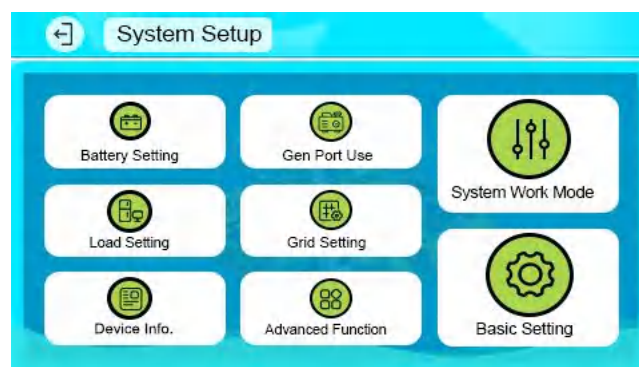 System Setup
Battery Setting
Gen Port Use
System Work Mode
Load Setting
Grid Setting
Device Info.
Advanced Function
Basic Setting